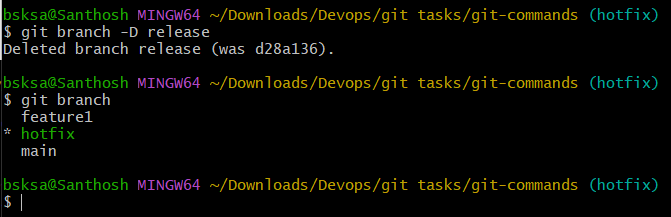 bsksa@Santhosh MINGW64 ~/Downloads/Devops/git tasks/git-commands (hotfix)
$ git branch -D release
Deleted branch release (was d28a136).
bsksa@Santhosh MINGW64 ~/Downloads/Devops/git tasks/git-commands (hotfix)
$ git branch
  feature1
* hotfix
  main
bsksa@Santhosh MINGW64 ~/Downloads/Devops/git tasks/git-commands (hotfix)
$